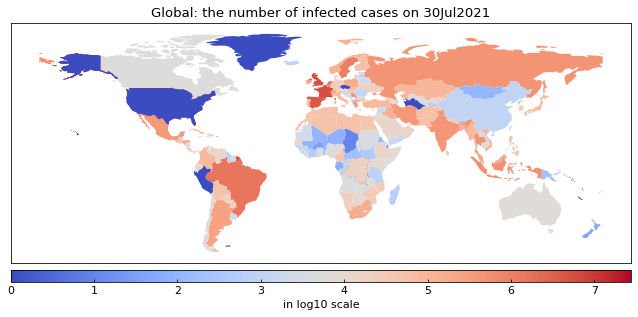 Global: the number of infected cases on 30Jul2021
0 1 2 3 4 5 6 7
in log10 scale